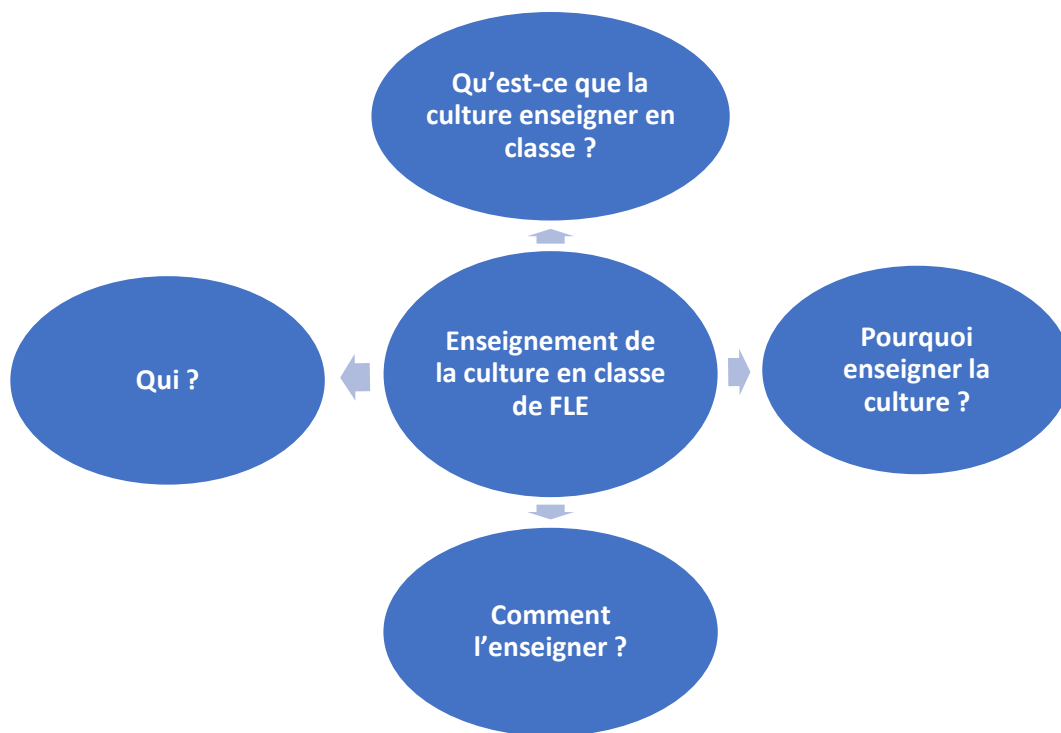 Qu’est-ce que la
culture enseigner en
classe ?
Enseignement de
la culture en classe
de FLE
Qui ?
Pourquoi
enseigner la
culture ?
Comment
l’enseigner ?